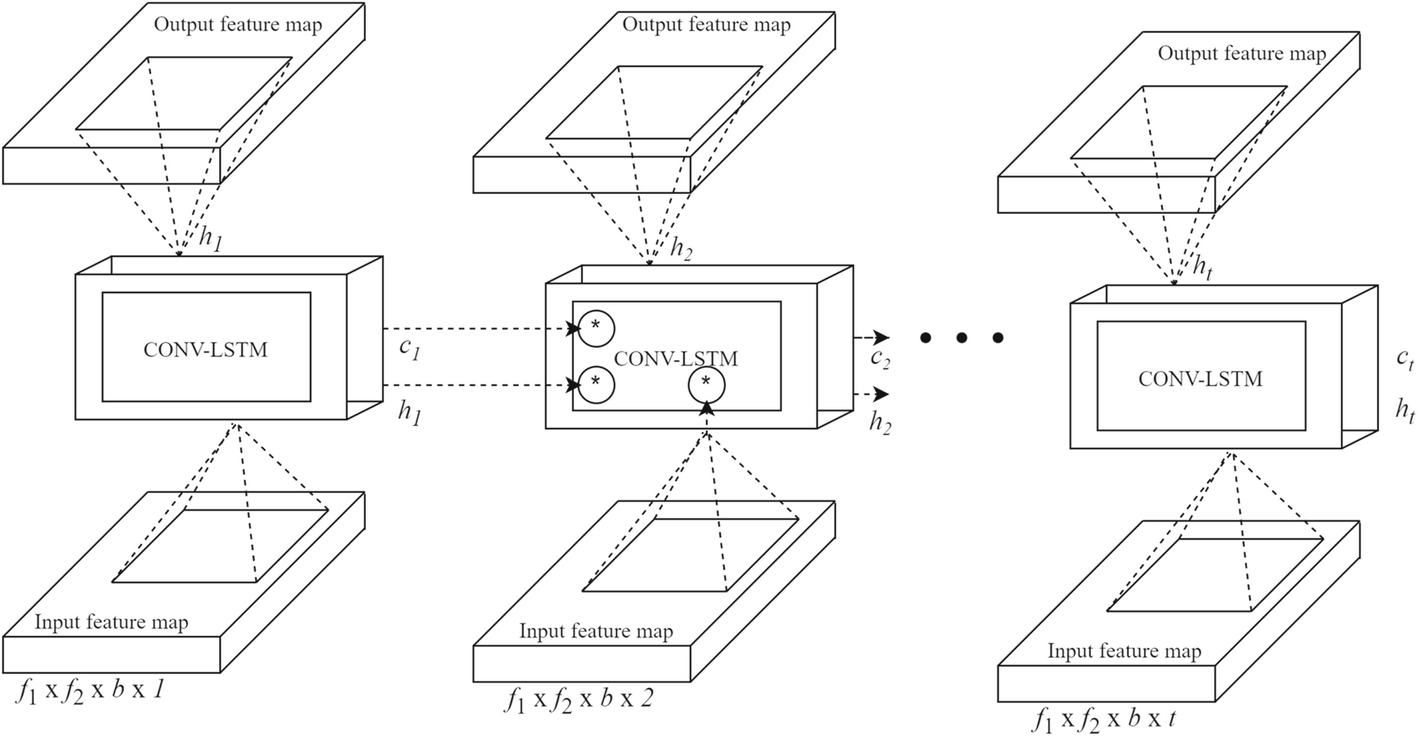 Output feature map
Output feature map
Output feature map
h1
h2
ht
CONV-LSTM
c1
h1
*
*
*
CONV-LSTM
c2
h2
CONV-LSTM
ct
ht
Input feature map
Input feature map
Input feature map
f1 x f2 x b x 1
f1 x f2 x b x 2
f1 x f2 x b x t